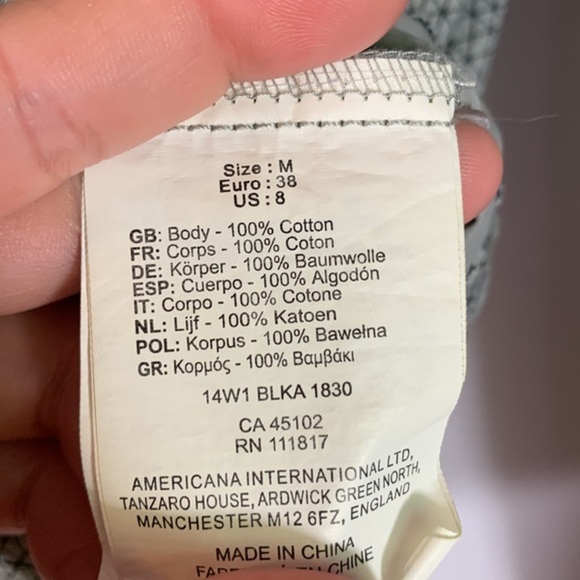 Size : M
Euro : 38
US : 8
GB: Body - 100% Cotton
FR: Corps - 100% Coton
DE: Körper - 100% Baumwolle
ESP: Cuerpo - 100% Algodón
IT: Corpo - 100% Cotone
NL: Lijf - 100% Katoen
POL: Korpus - 100% Bawełna
GR: Κορμός - 100% Βαμβάκι
14W1 BLKA 1830
CA 45102
RN 111817
AMERICANA INTERNATIONAL LTD,
TANZARO HOUSE, ARDWICK GREEN NORTH,
MANCHESTER M12 6FZ, ENGLAND
MADE IN CHINA
EN CHINE